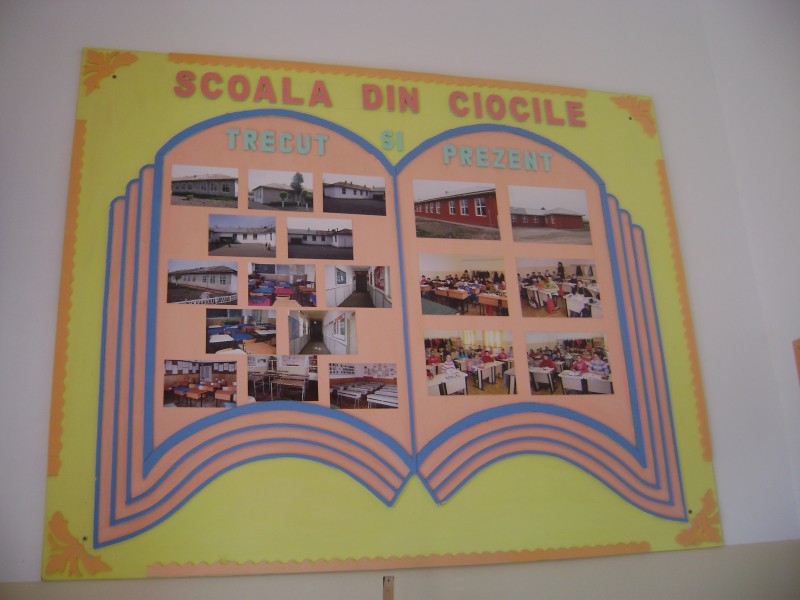 SCOALA DIN CIOCILE
TRECUT SI PREZENT